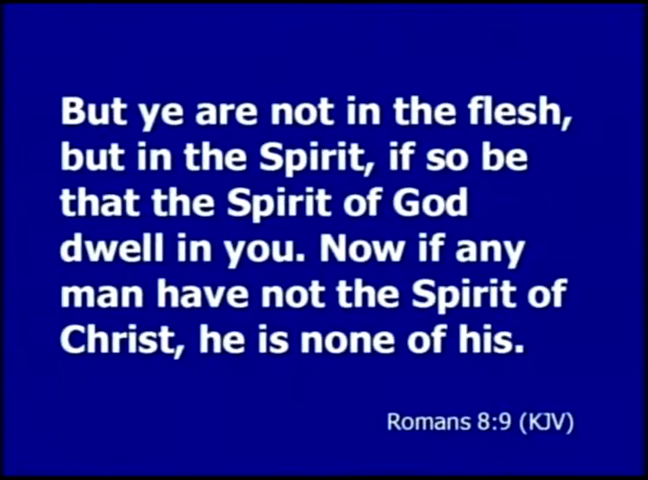 But ye are not in the flesh,
but in the Spirit, if so be
that the Spirit of God
dwell in you. Now if any
man have not the Spirit of
Christ, he is none of his.
Romans 8:9 (KJV)